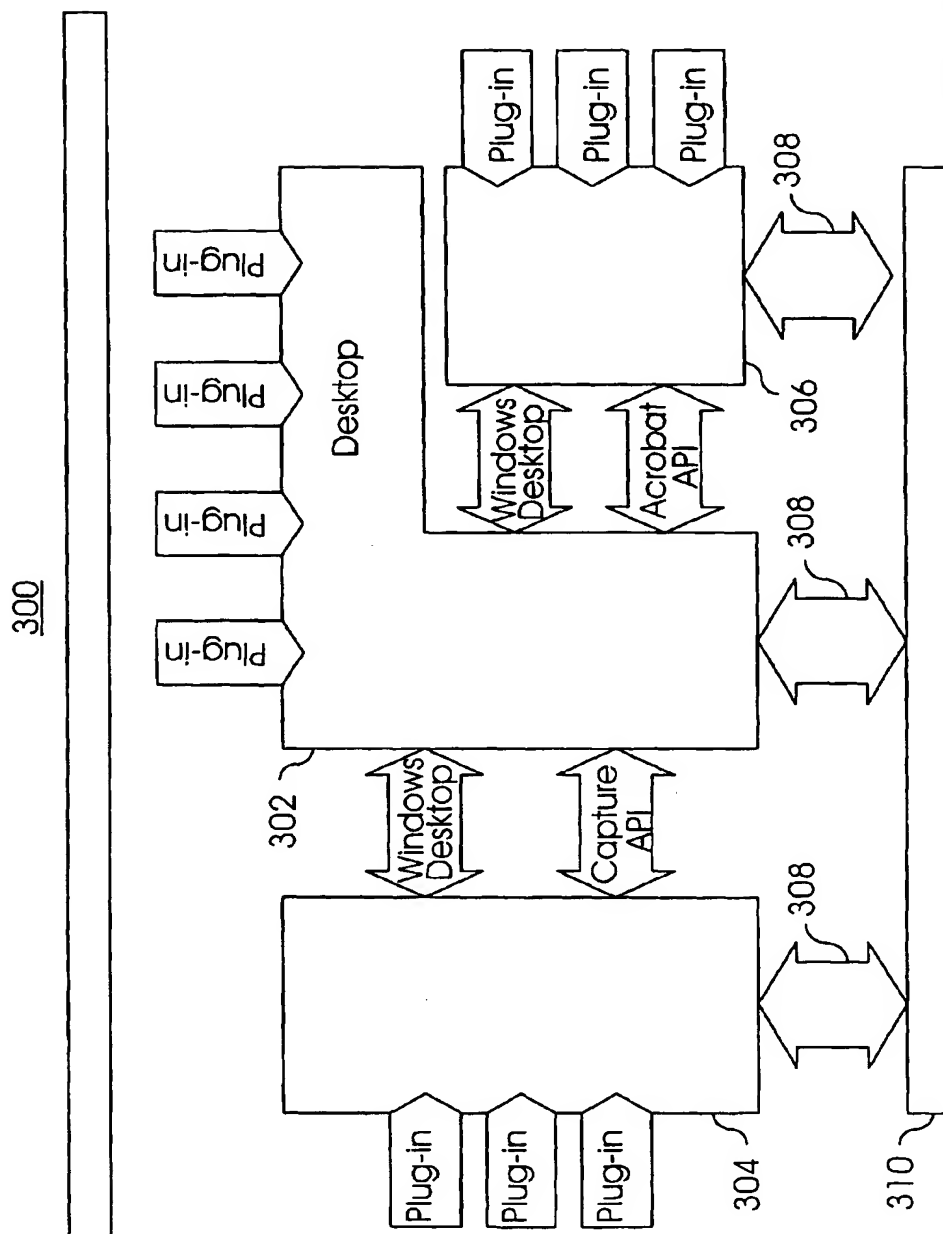 300
Plug-in
Plug-in
Plug-in
Plug-in
Desktop
302
Windows
Desktop
Capture
API
Windows
Desktop
Acrobat
API
Plug-in
Plug-in
Plug-in
Plug-in
Plug-in
Plug-in
304
306
308
308
308
310